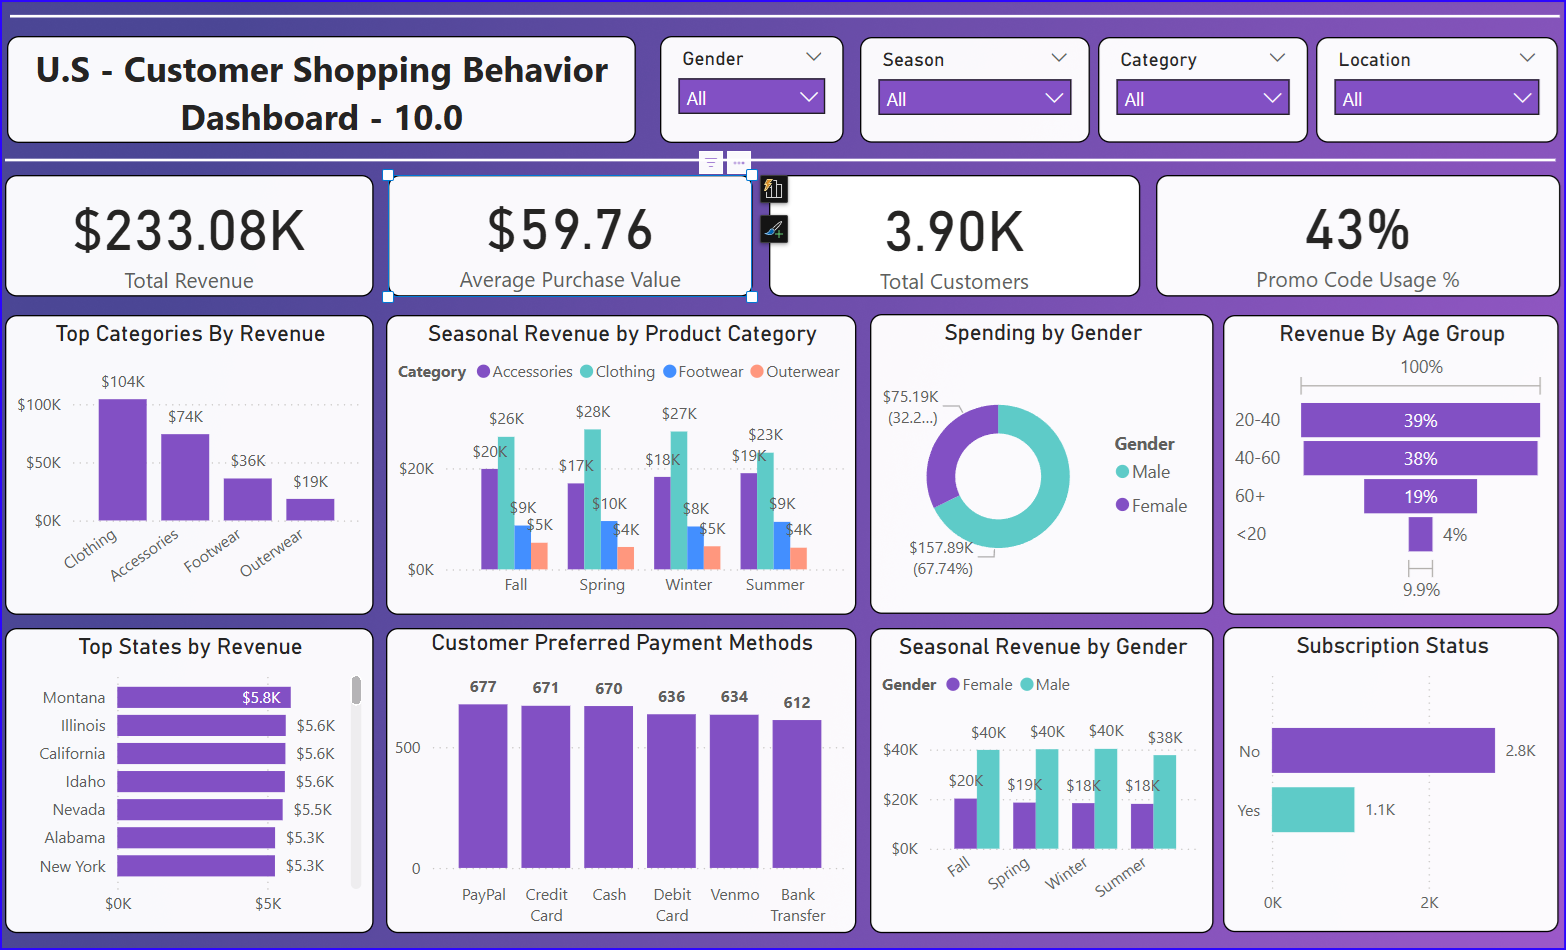 U.S - Customer Shopping Behavior
Dashboard - 10.0
Gender
All
Season
All
Category
All
Location
All
$233.08K
Total Revenue
$59.76
Average Purchase Value
3.90K
Total Customers
43%
Promo Code Usage %
Top Categories By Revenue
$104K
$100K
$74K
$50K
$36K
$19K
$0K
Clothing
Accessories
Footwear
Outerwear
Seasonal Revenue by Product Category
Category Accessories Clothing Footwear Outerwear
$26K $28K $27K $23K
$20K $17K $18K $19K
$20K
$9K $10K $8K $9K
$5K $4K $5K $4K
$0K
Fall Spring Winter Summer
Spending by Gender
$75.19K
(32.2...)
Gender
Male
Female
$157.89K
(67.74%)
Revenue By Age Group
100%
20-40 39%
40-60 38%
60+ 19%
<20 4%
9.9%
Top States by Revenue
Montana $5.8K
Illinois $5.6K
California $5.6K
Idaho $5.6K
Nevada $5.5K
Alabama $5.3K
New York $5.3K
$0K $5K
Customer Preferred Payment Methods
677 671 670 636 634 612
500
0
PayPal Credit Card Cash Debit Card Venmo Bank Transfer
Seasonal Revenue by Gender
Gender Female Male
$40K $40K $40K $38K
$40K
$20K $19K $18K $18K
$20K
$0K
Fall Spring Winter Summer
Subscription Status
No 2.8K
Yes 1.1K
0K 2K